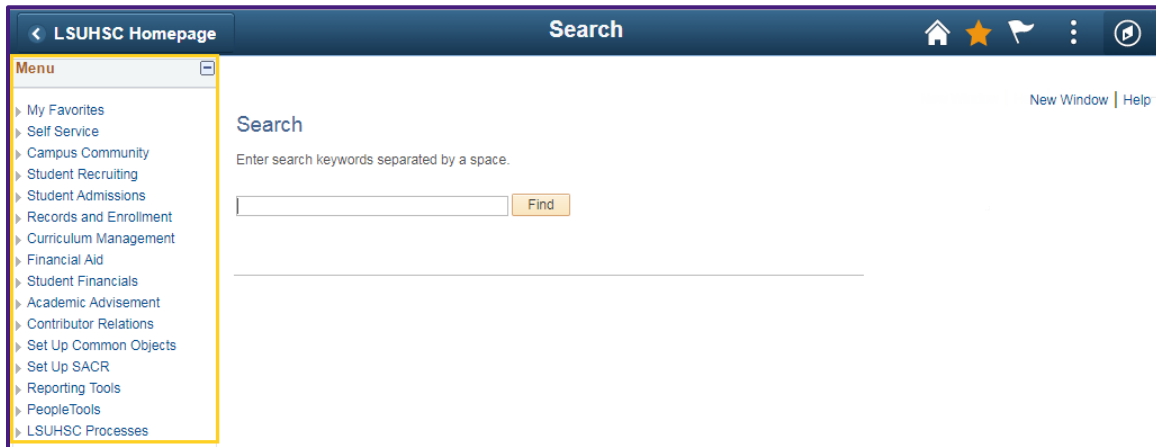 LSUHSC Homepage
Search
Menu
New Window | Help
My Favorites
Self Service
Campus Community
Student Recruiting
Student Admissions
Records and Enrollment
Curriculum Management
Financial Aid
Student Financials
Academic Advisement
Contributor Relations
Set Up Common Objects
Set Up SACR
Reporting Tools
PeopleTools
LSUHSC Processes
Search
Enter search keywords separated by a space.
Find